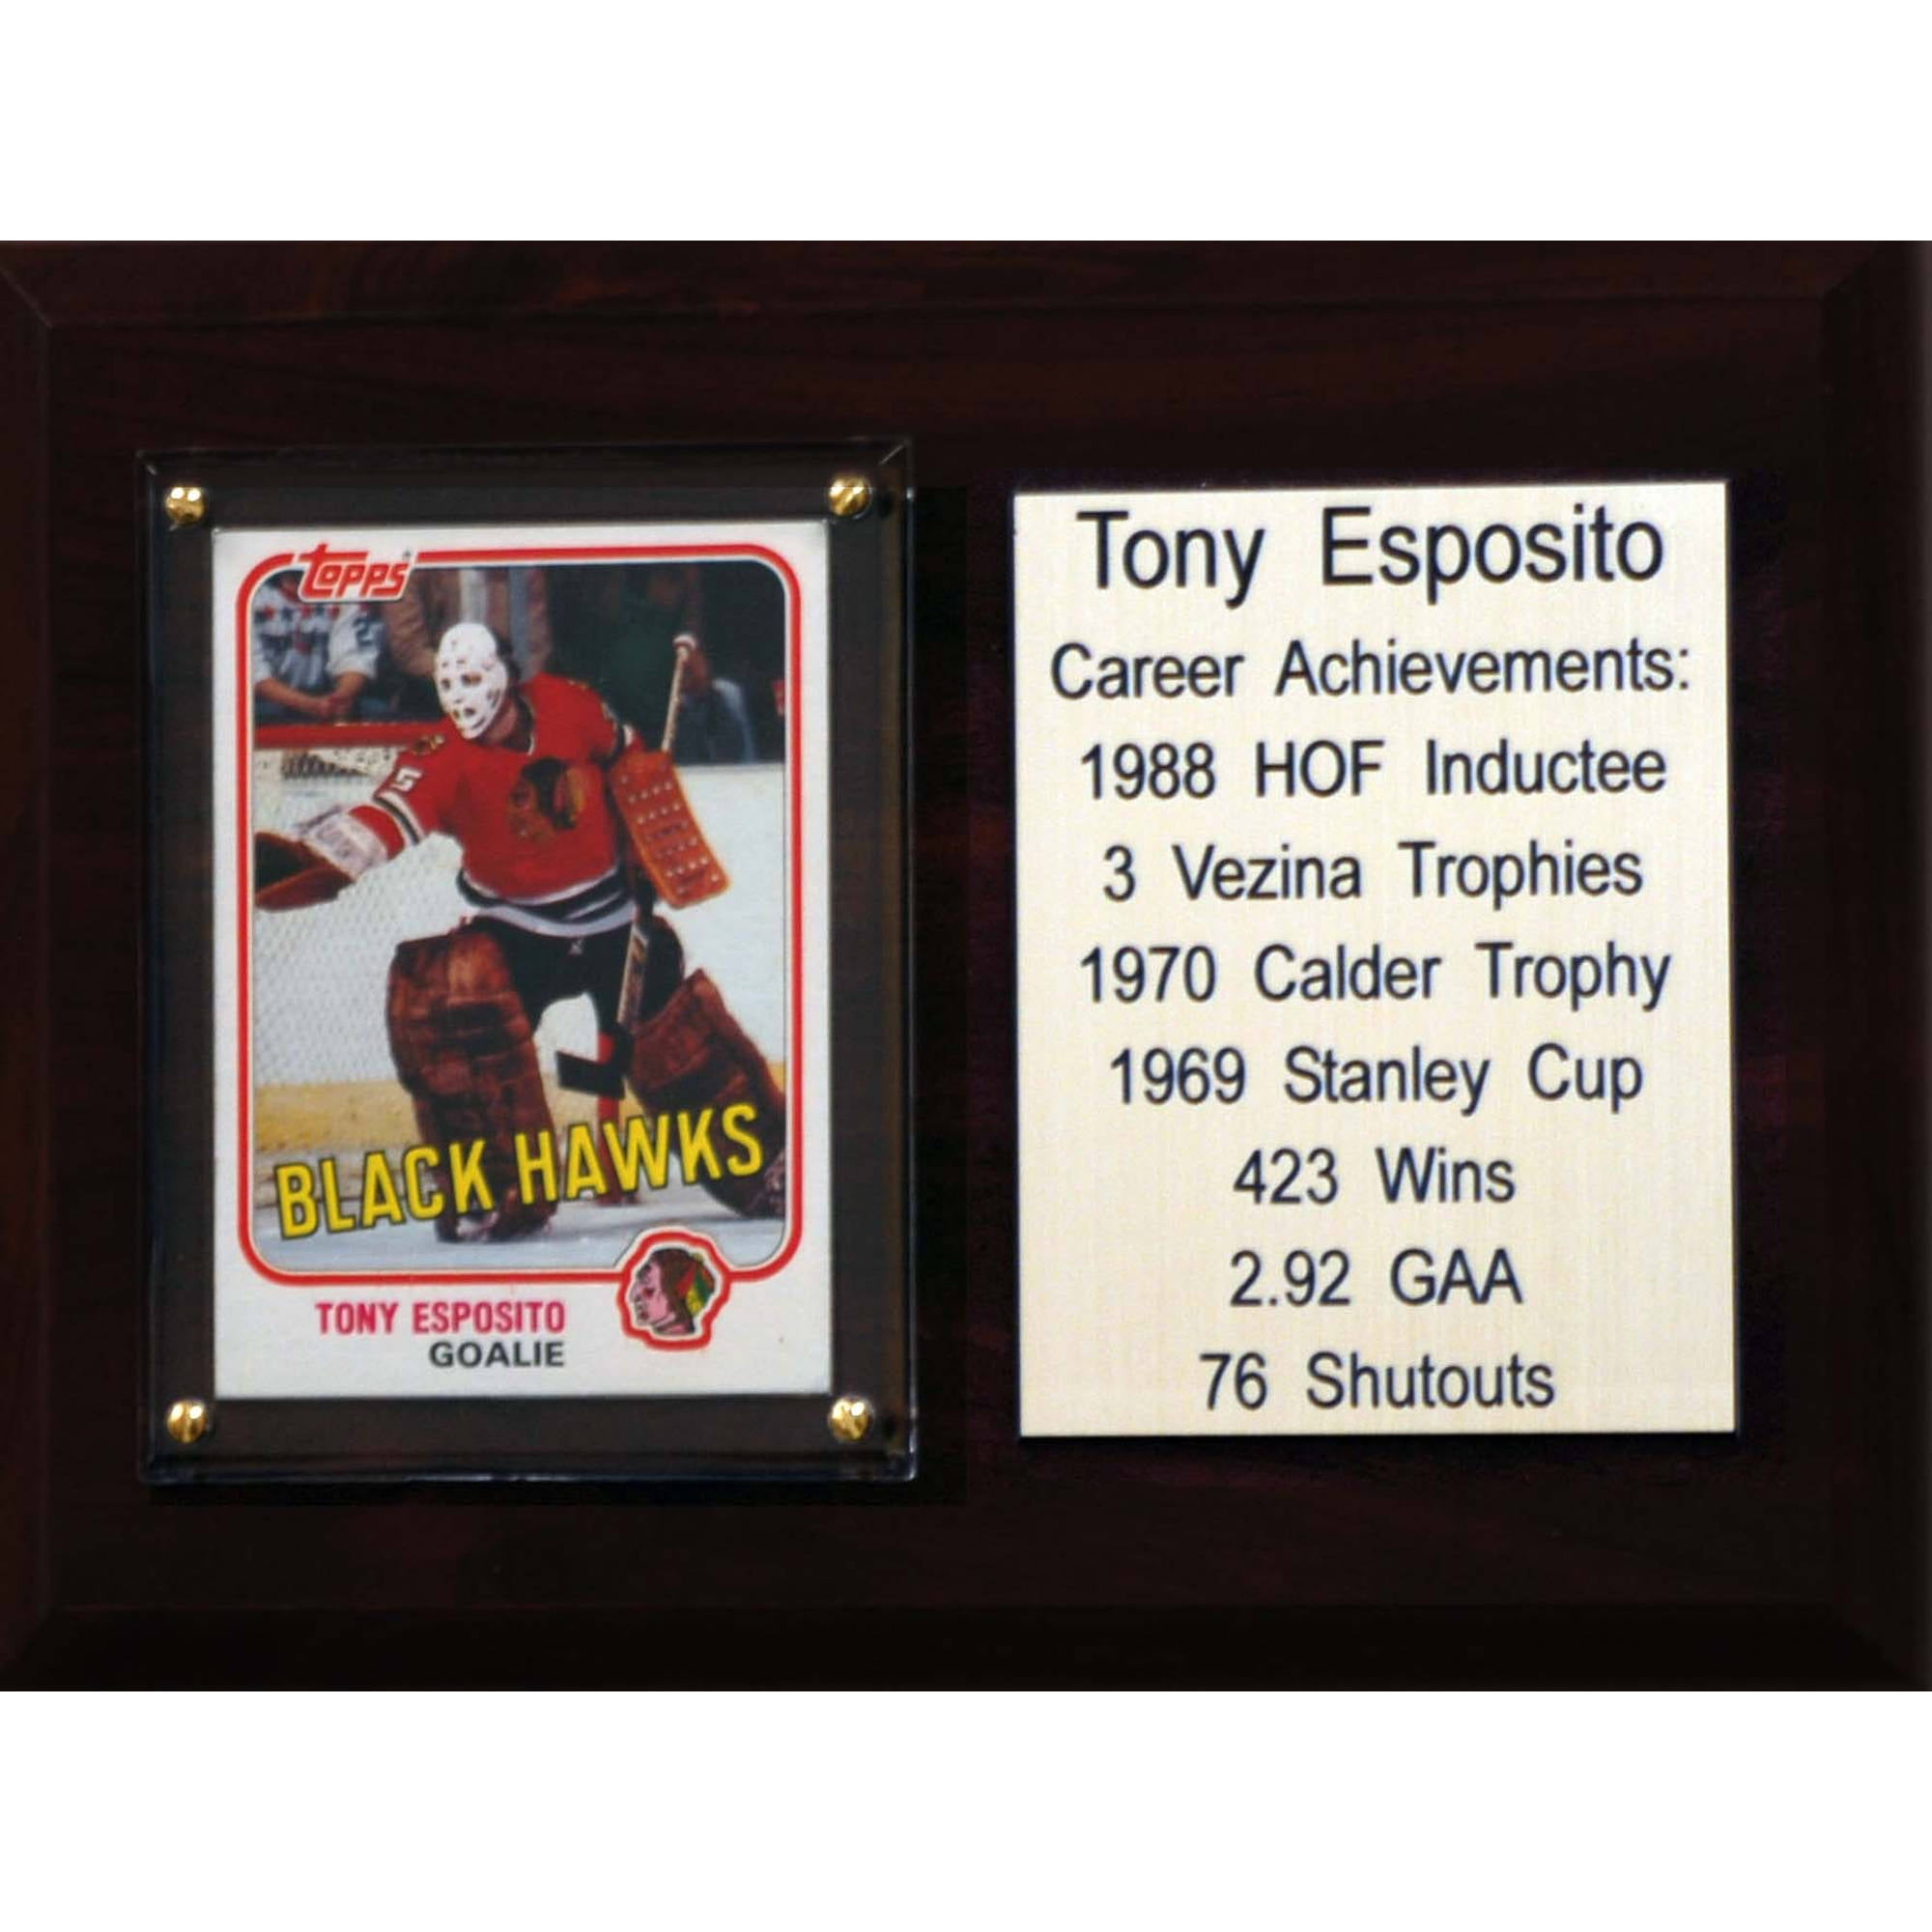 topps
BLACK HAWKS
TONY ESPOSITO
GOALIE
Tony Esposito
Career Achievements:
1988 HOF Inductee
3 Vezina Trophies
1970 Calder Trophy
1969 Stanley Cup
423 Wins
2.92 GAA
76 Shutouts